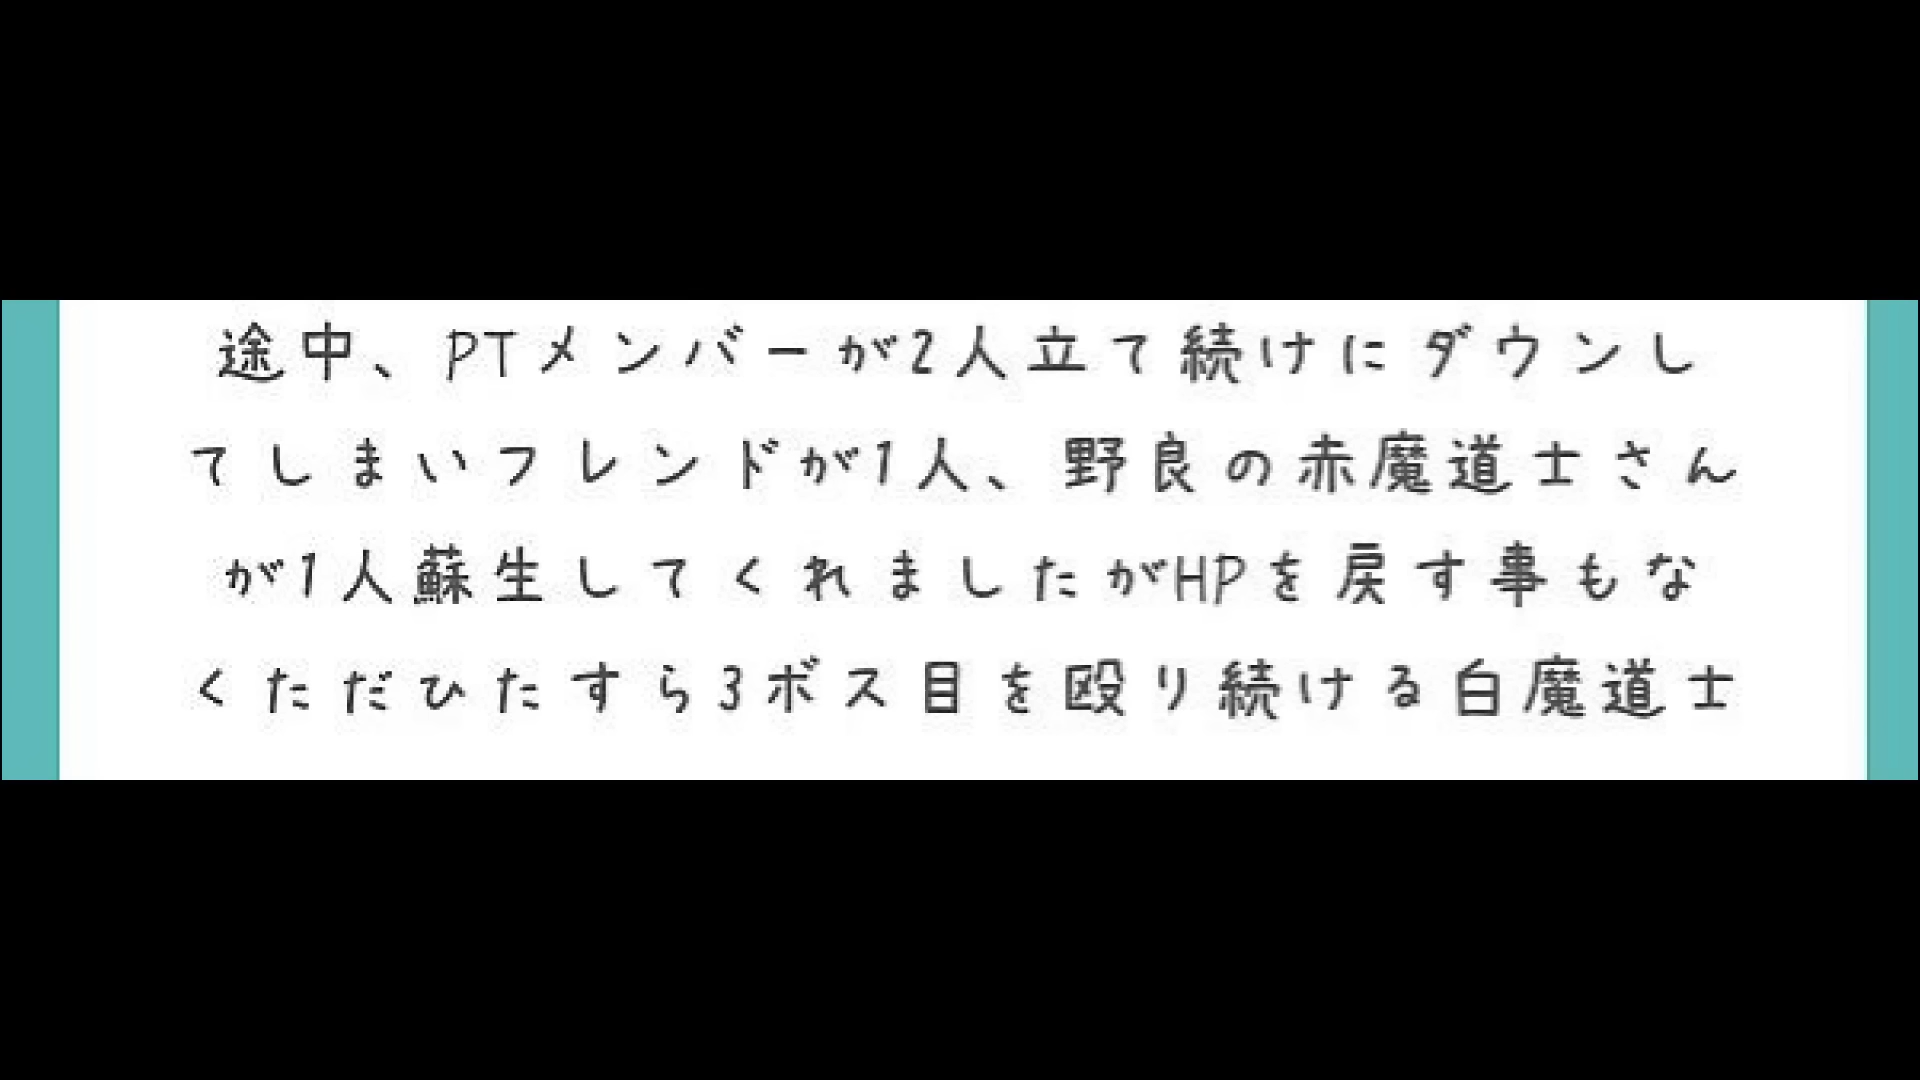 途中、PTメンバーが2人立て続けにダウンし
てしまいフレンドが1人、野良の赤魔道士さん
が1人蘇生してくれましたがHPを戻す事もな
くただひたすら3ボス目を殴り続ける白魔道士